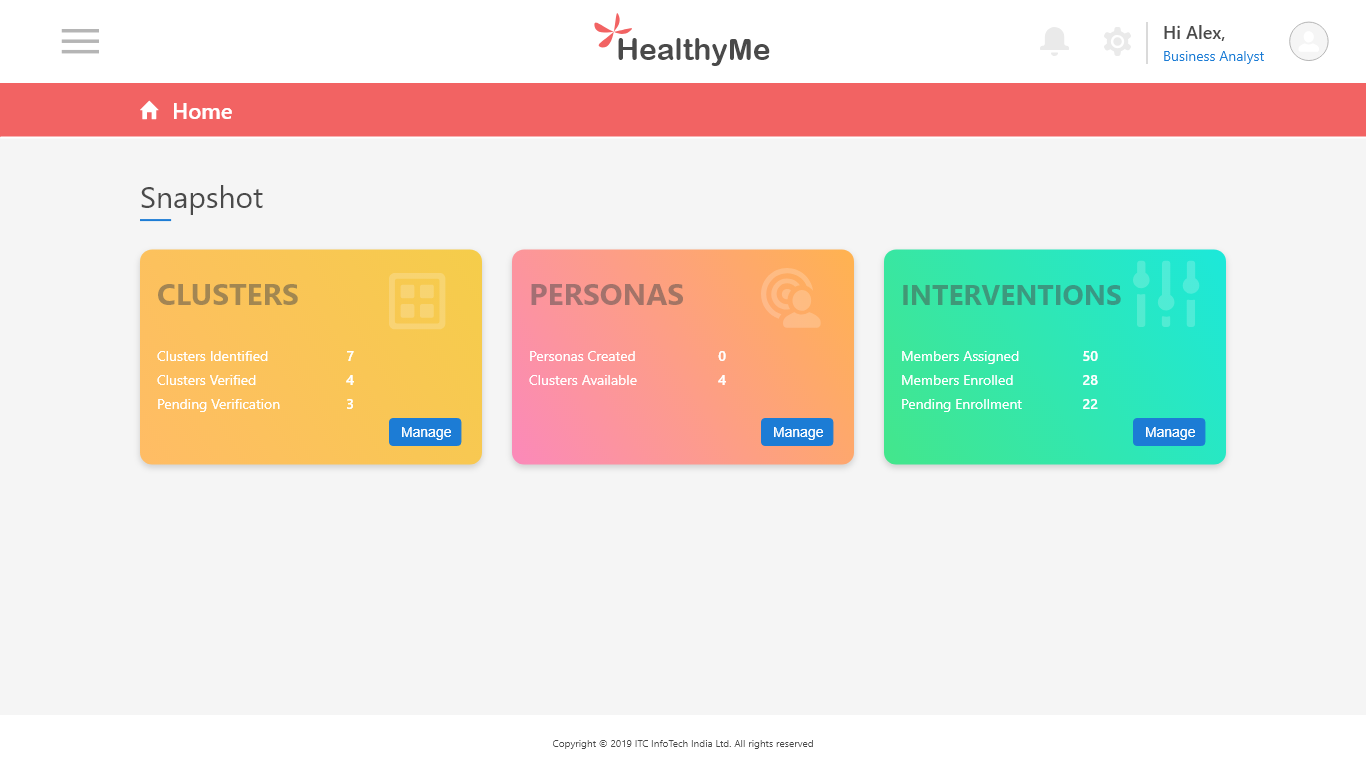 HealthyMe
Hi Alex,
Business Analyst
Home
Snapshot
CLUSTERS
Clusters Identified 7
Clusters Verified 4
Pending Verification 3
Manage
PERSONAS
Personas Created 0
Clusters Available 4
Manage
INTERVENTIONS
Members Assigned 50
Members Enrolled 28
Pending Enrollment 22
Manage
Copyright © 2019 ITC InfoTech India Ltd. All rights reserved